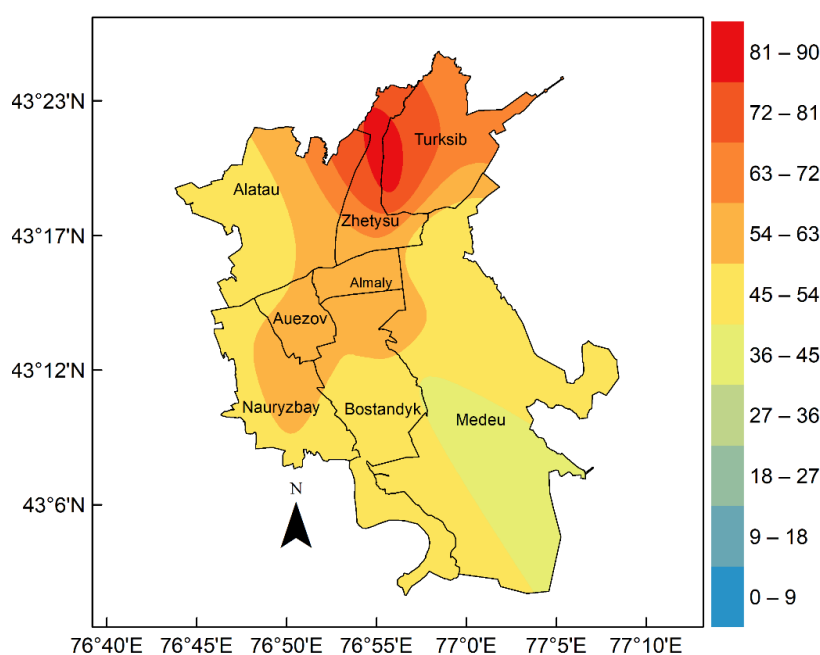 81 – 90
72 – 81
63 – 72
54 – 63
45 – 54
36 – 45
27 – 36
18 – 27
9 – 18
0 – 9
43°23'N
43°17'N
43°12'N
43°6'N
Turksib
Alatau
Zhetysu
Almaly
Auezov
Nauryzbay
Bostandyk
Medeu
N
76°40'E
76°45'E
76°50'E
76°55'E
77°0'E
77°5'E
77°10'E